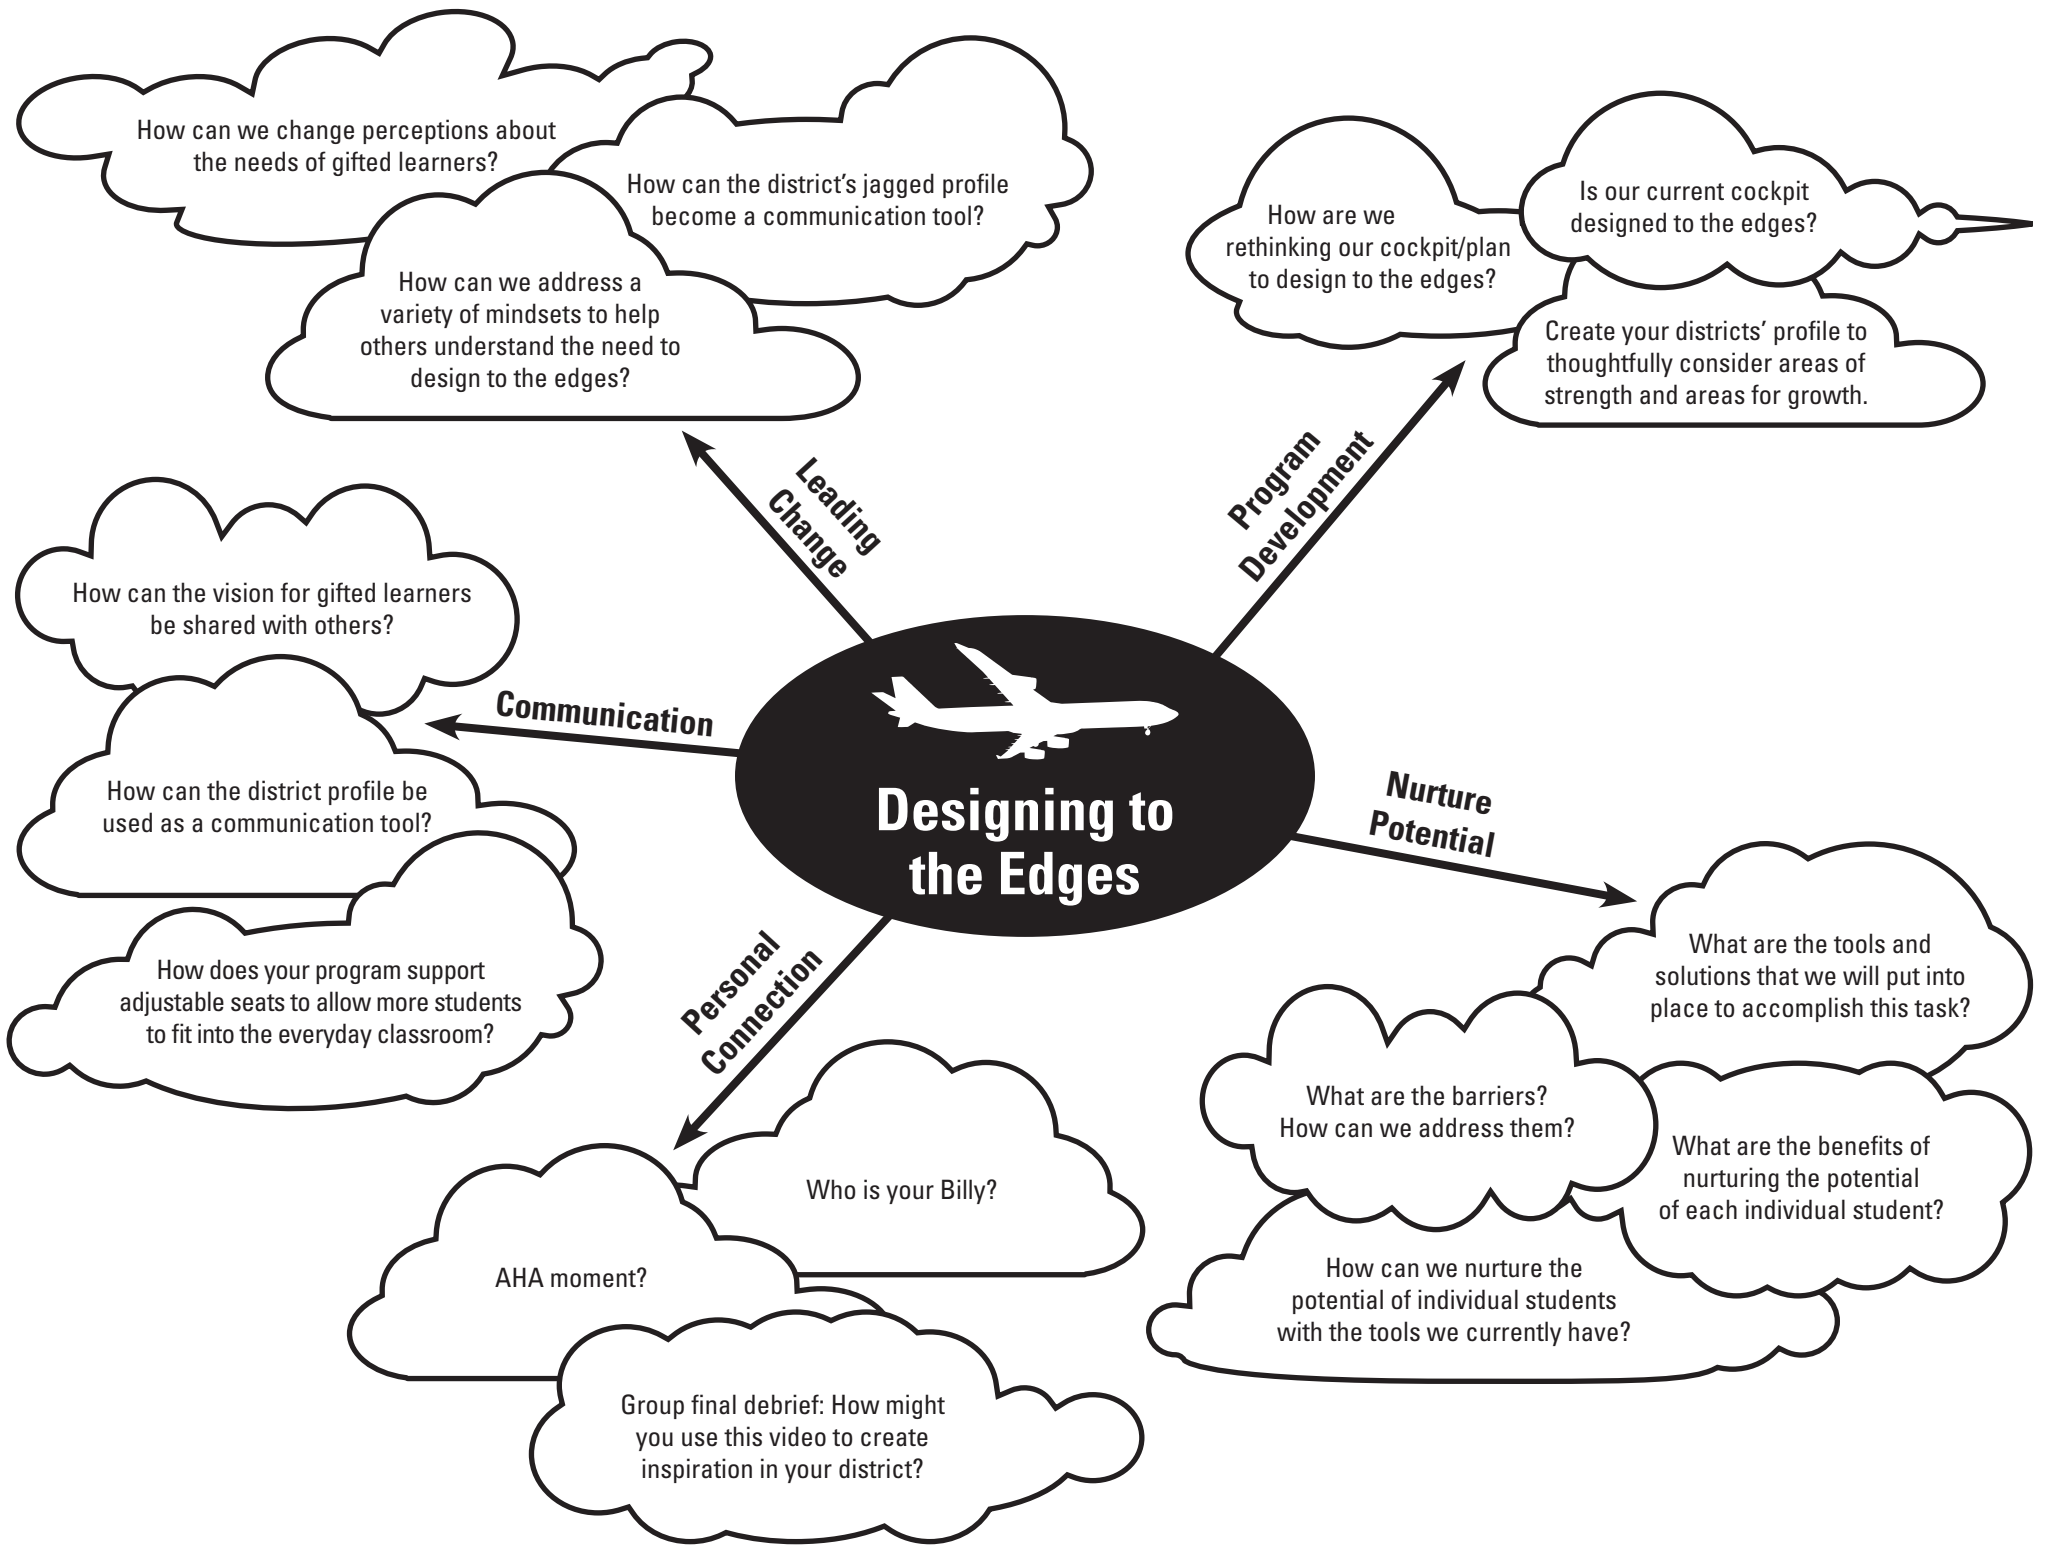 How can we change perceptions about
the needs of gifted learners?
How can the district’s jagged profile
become a communication tool?
How can we address a
variety of mindsets to help
others understand the need to
design to the edges?
Leading
Change
How are we
rethinking our cockpit/plan
to design to the edges?
Is our current cockpit
designed to the edges?
Create your districts’ profile to
thoughtfully consider areas of
strength and areas for growth.
Program
Development
How can the vision for gifted learners
be shared with others?
How can the district profile be
used as a communication tool?
How does your program support
adjustable seats to allow more students
to fit into the everyday classroom?
Communication
Designing to
the Edges
Nurture
Potential
What are the tools and
solutions that we will put into
place to accomplish this task?
What are the barriers?
How can we address them?
What are the benefits of
nurturing the potential
of each individual student?
How can we nurture the
potential of individual students
with the tools we currently have?
Personal
Connection
Who is your Billy?
AHA moment?
Group final debrief: How might
you use this video to create
inspiration in your district?